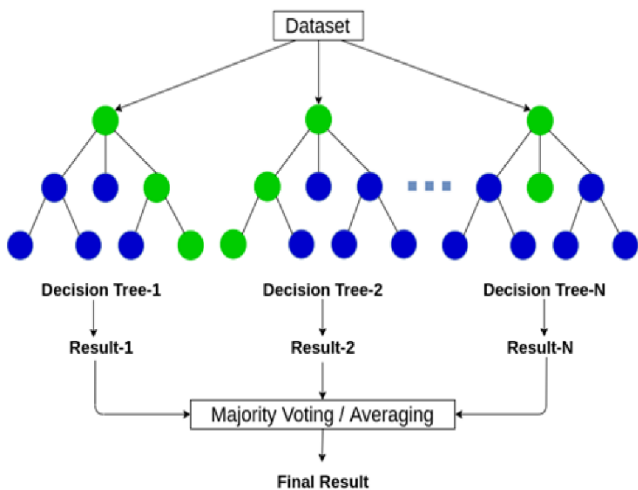 Dataset
Decision Tree-1 Decision Tree-2 Decision Tree-N
Result-1 Result-2 Result-N
Majority Voting / Averaging
Final Result